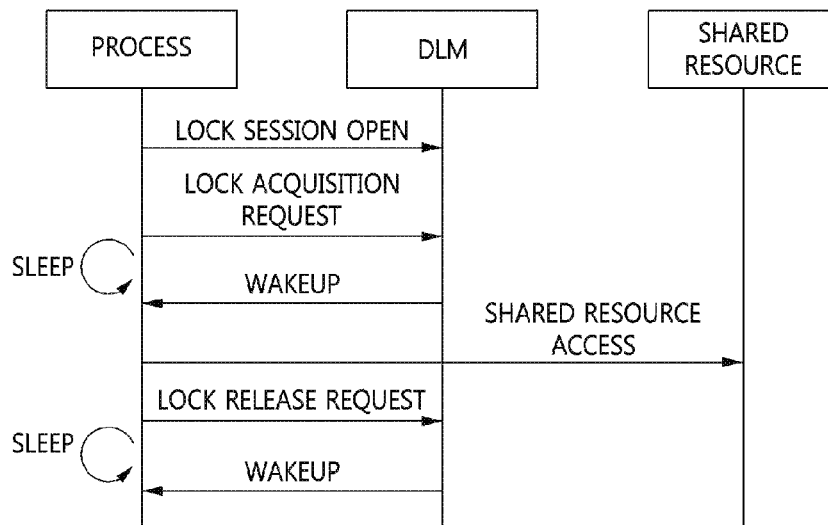 PROCESS
DLM
SHARED
RESOURCE
LOCK SESSION OPEN
LOCK ACQUISITION
REQUEST
SLEEP
WAKEUP
SHARED RESOURCE
ACCESS
LOCK RELEASE REQUEST
SLEEP
WAKEUP